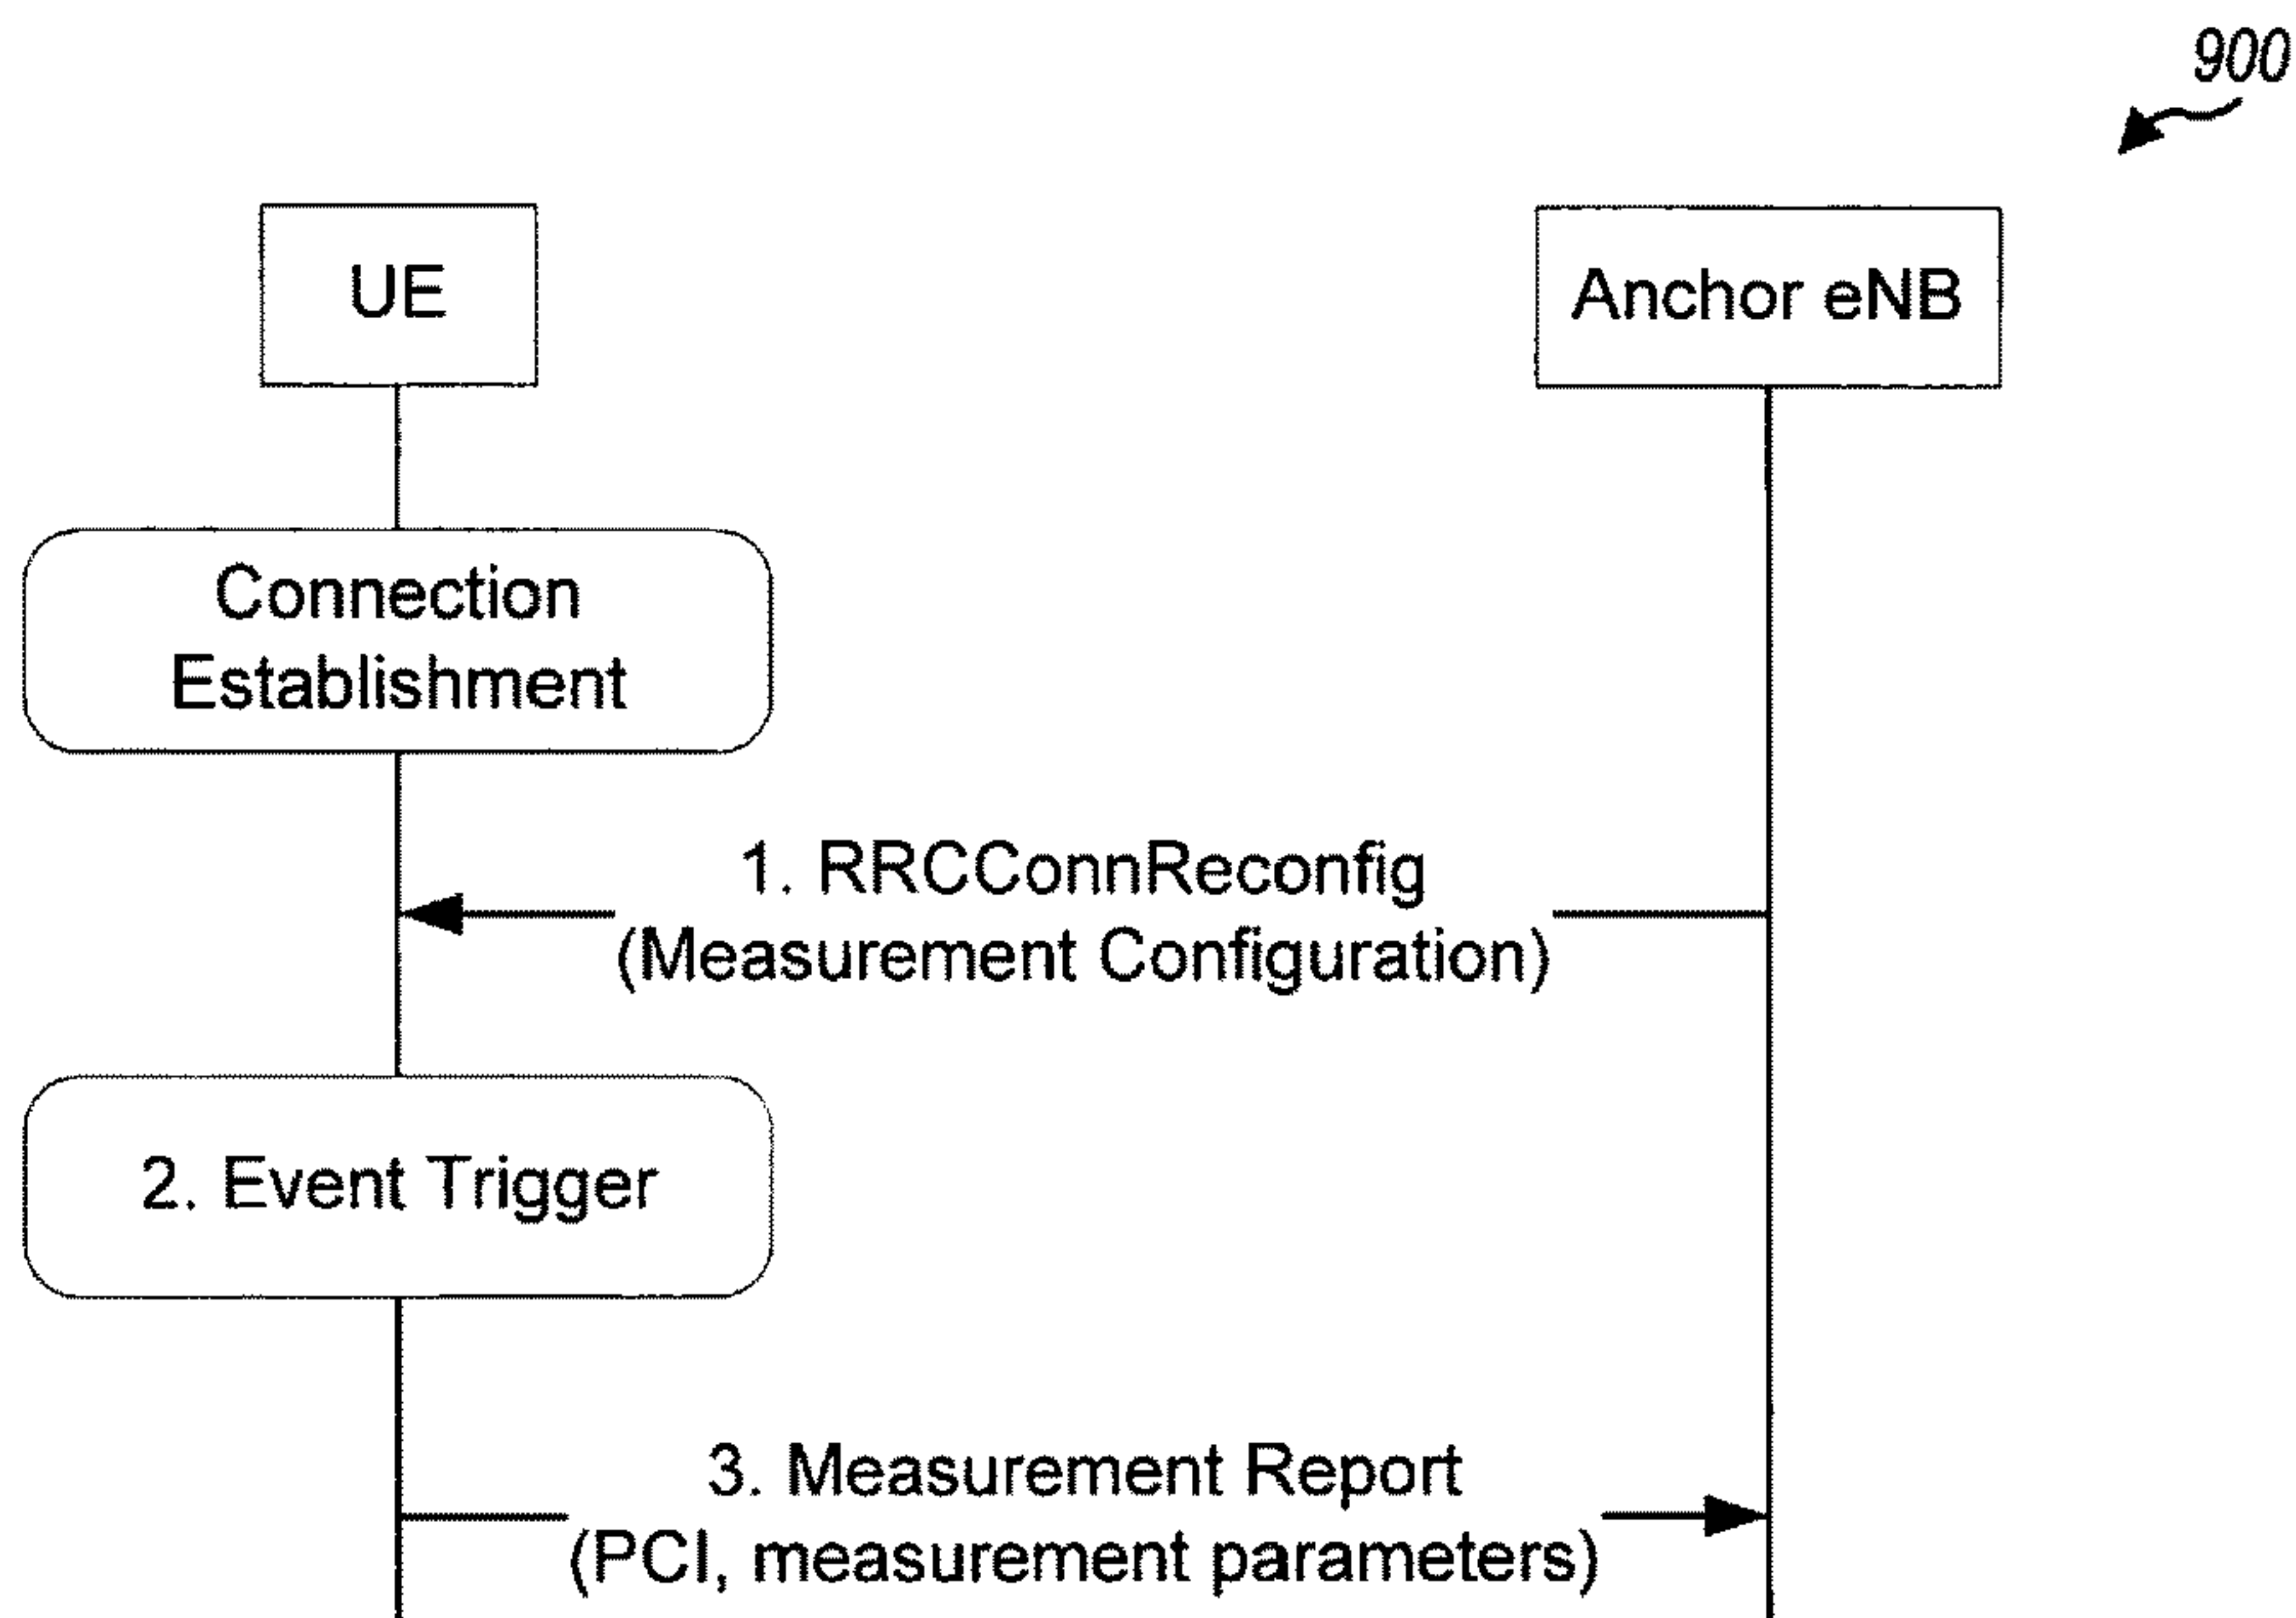 900
UE
Anchor eNB
Connection
Establishment
1. RRCConnReconfig
(Measurement Configuration)
2. Event Trigger
3. Measurement Report
(PCI, measurement parameters)